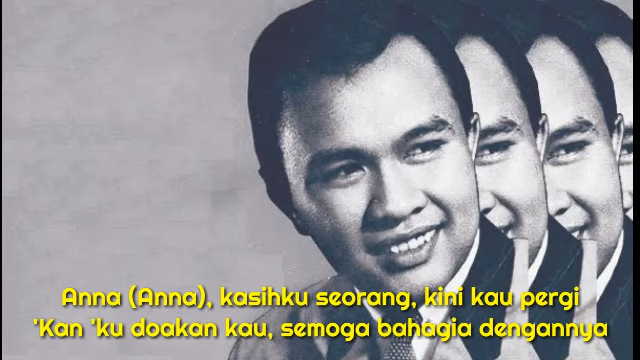 Anna (Anna), kasihku seorang, kini kau pergi
'Kan 'ku doakan kau, semoga bahagia dengannya